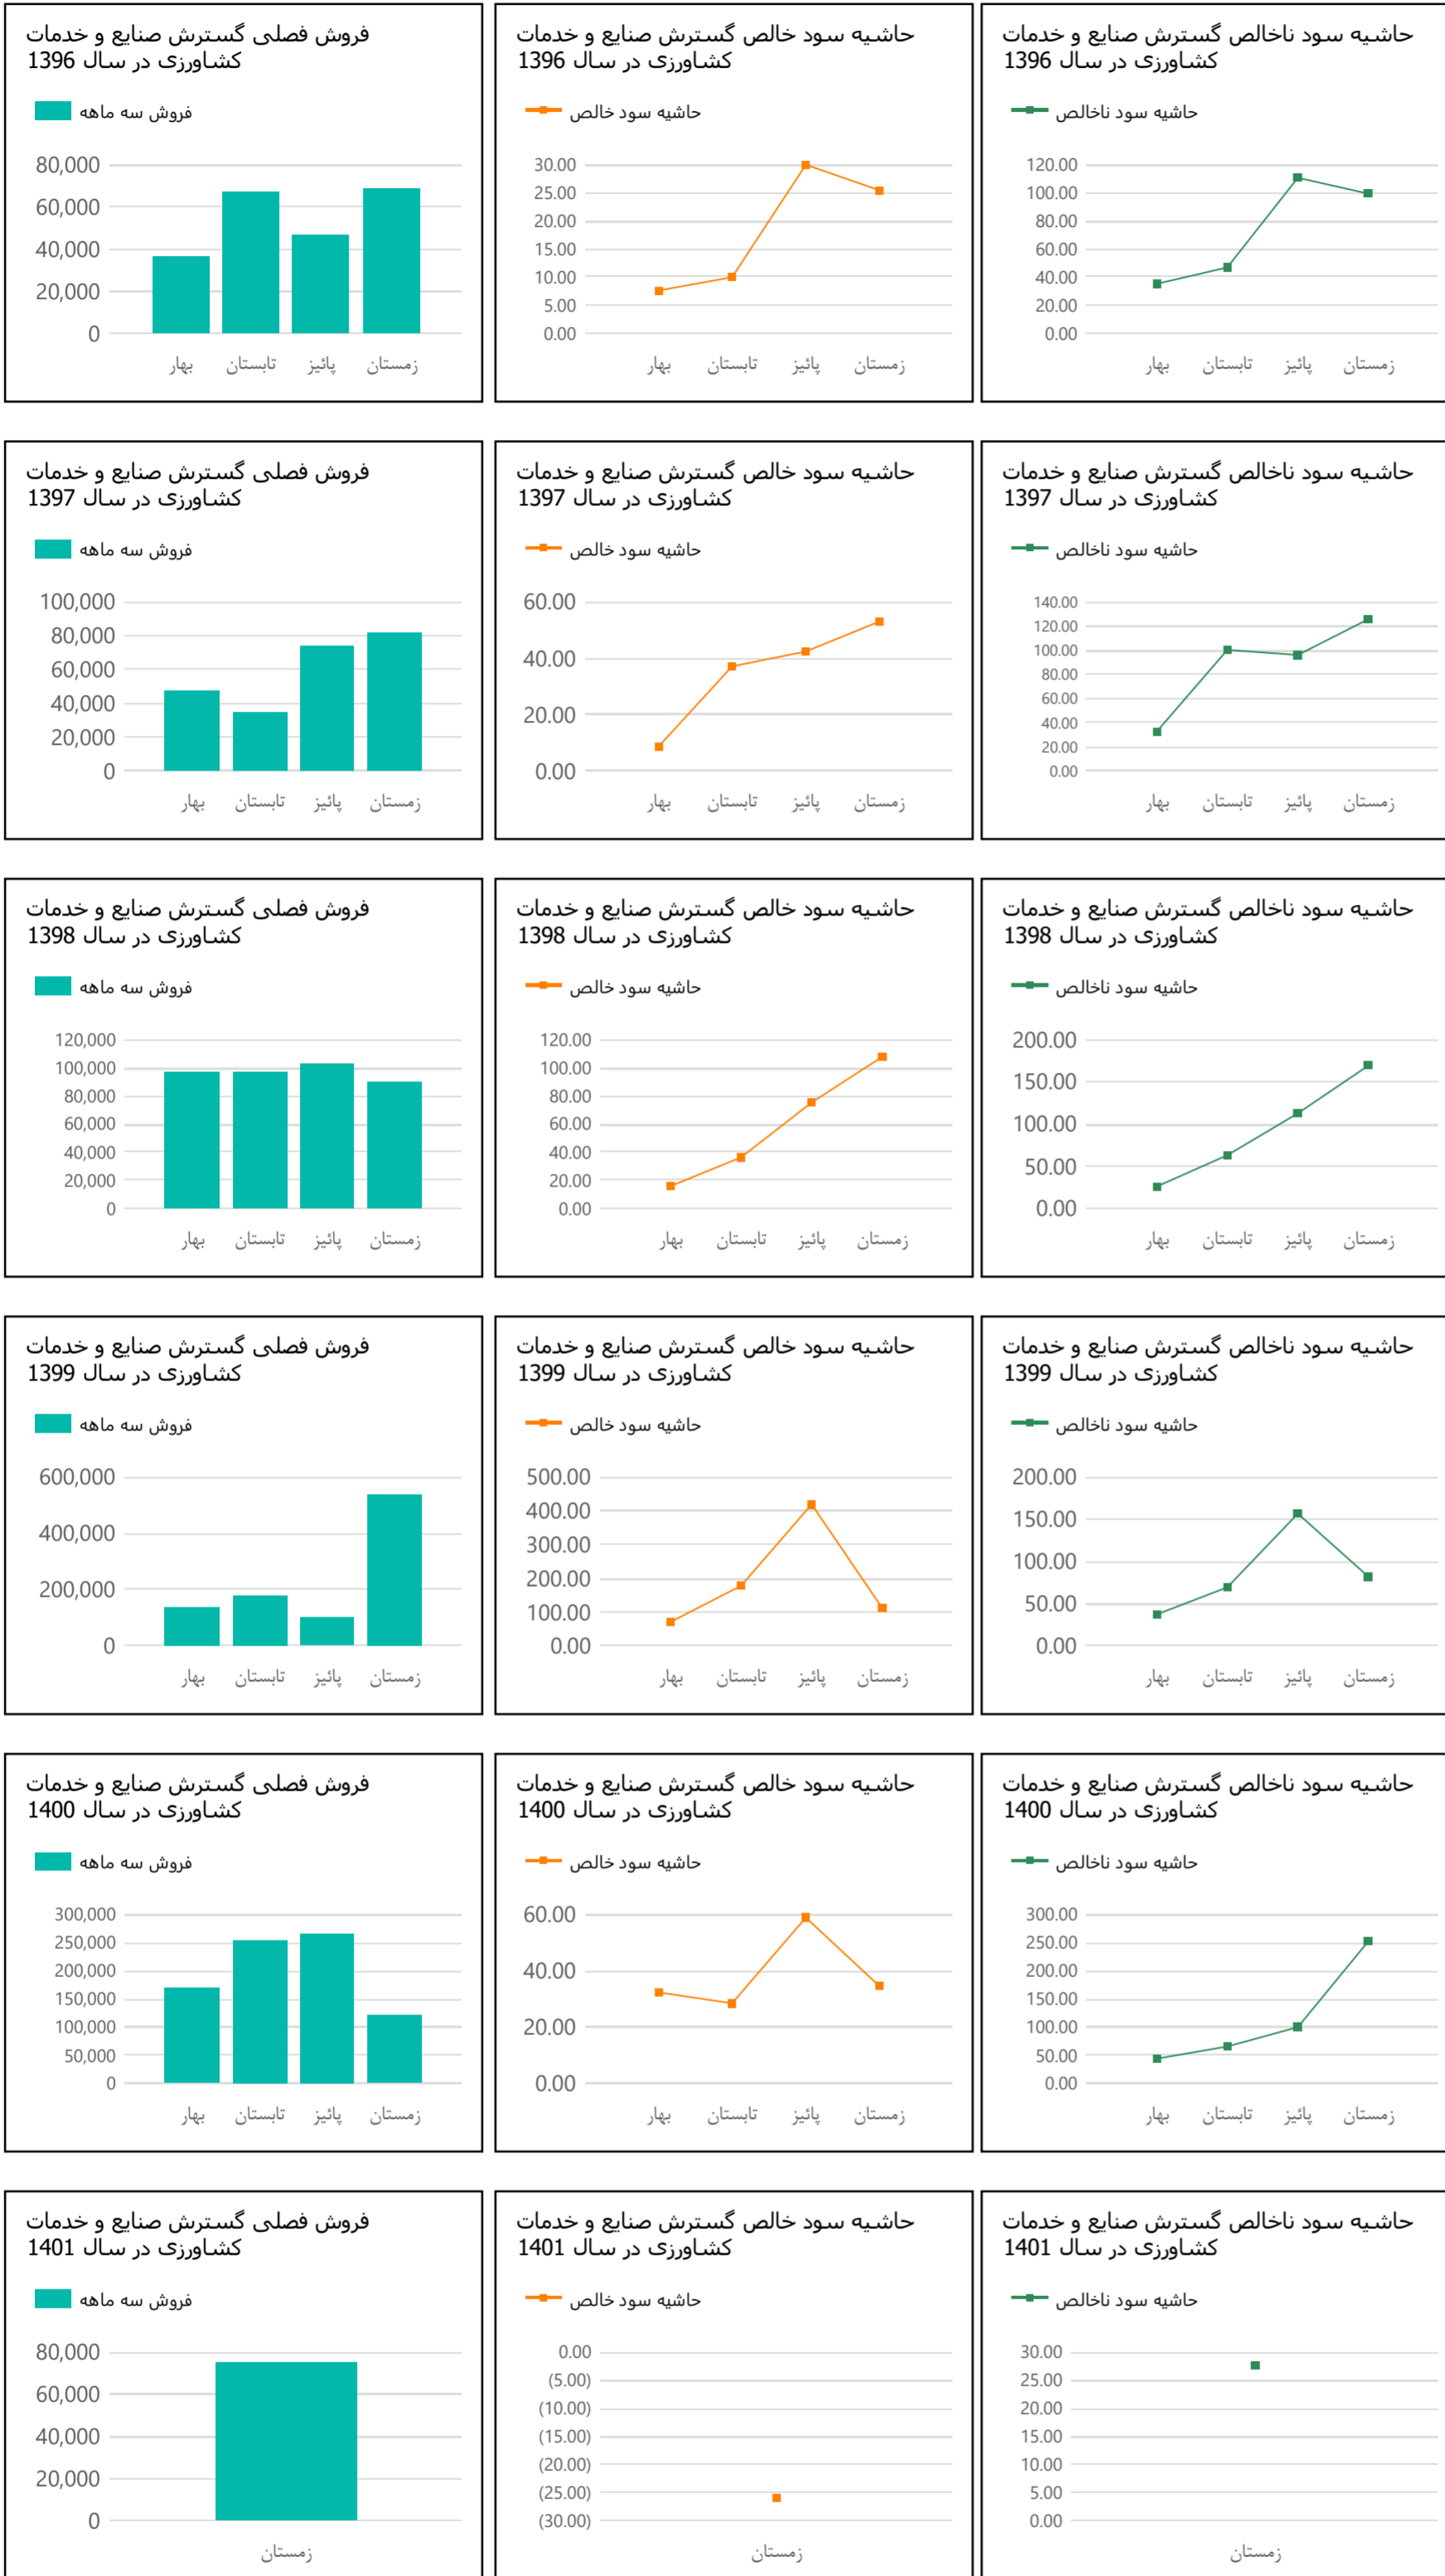 فروش فصلی گسترش صنایع و خدمات
کشاورزی در سال 1396
فروش سه ماهه
80,000
60,000
40,000
20,000
0
بهار تابستان پائیز زمستان
حاشیه سود خالص گسترش صنایع و خدمات
کشاورزی در سال 1396
حاشیه سود خالص
30.00
25.00
20.00
15.00
10.00
5.00
0.00
بهار تابستان پائیز زمستان
حاشیه سود ناخالص گسترش صنایع و خدمات
کشاورزی در سال 1396
حاشیه سود ناخالص
120.00
100.00
80.00
60.00
40.00
20.00
0.00
بهار تابستان پائیز زمستان
فروش فصلی گسترش صنایع و خدمات
کشاورزی در سال 1397
فروش سه ماهه
100,000
80,000
60,000
40,000
20,000
0
بهار تابستان پائیز زمستان
حاشیه سود خالص گسترش صنایع و خدمات
کشاورزی در سال 1397
حاشیه سود خالص
60.00
40.00
20.00
0.00
بهار تابستان پائیز زمستان
حاشیه سود ناخالص گسترش صنایع و خدمات
کشاورزی در سال 1397
حاشیه سود ناخالص
140.00
120.00
100.00
80.00
60.00
40.00
20.00
0.00
بهار تابستان پائیز زمستان
فروش فصلی گسترش صنایع و خدمات
کشاورزی در سال 1398
فروش سه ماهه
120,000
100,000
80,000
60,000
40,000
20,000
0
بهار تابستان پائیز زمستان
حاشیه سود خالص گسترش صنایع و خدمات
کشاورزی در سال 1398
حاشیه سود خالص
120.00
100.00
80.00
60.00
40.00
20.00
0.00
بهار تابستان پائیز زمستان
حاشیه سود ناخالص گسترش صنایع و خدمات
کشاورزی در سال 1398
حاشیه سود ناخالص
200.00
150.00
100.00
50.00
0.00
بهار تابستان پائیز زمستان
فروش فصلی گسترش صنایع و خدمات
کشاورزی در سال 1399
فروش سه ماهه
600,000
400,000
200,000
0
بهار تابستان پائیز زمستان
حاشیه سود خالص گسترش صنایع و خدمات
کشاورزی در سال 1399
حاشیه سود خالص
500.00
400.00
300.00
200.00
100.00
0.00
بهار تابستان پائیز زمستان
حاشیه سود ناخالص گسترش صنایع و خدمات
کشاورزی در سال 1399
حاشیه سود ناخالص
200.00
150.00
100.00
50.00
0.00
بهار تابستان پائیز زمستان
فروش فصلی گسترش صنایع و خدمات
کشاورزی در سال 1400
فروش سه ماهه
300,000
250,000
200,000
150,000
100,000
50,000
0
بهار تابستان پائیز زمستان
حاشیه سود خالص گسترش صنایع و خدمات
کشاورزی در سال 1400
حاشیه سود خالص
60.00
40.00
20.00
0.00
بهار تابستان پائیز زمستان
حاشیه سود ناخالص گسترش صنایع و خدمات
کشاورزی در سال 1400
حاشیه سود ناخالص
300.00
250.00
200.00
150.00
100.00
50.00
0.00
بهار تابستان پائیز زمستان
فروش فصلی گسترش صنایع و خدمات
کشاورزی در سال 1401
فروش سه ماهه
80,000
60,000
40,000
20,000
0
زمستان
حاشیه سود خالص گسترش صنایع و خدمات
کشاورزی در سال 1401
حاشیه سود خالص
0.00
(5.00)
(10.00)
(15.00)
(20.00)
(25.00)
(30.00)
زمستان
حاشیه سود ناخالص گسترش صنایع و خدمات
کشاورزی در سال 1401
حاشیه سود ناخالص
30.00
25.00
20.00
15.00
10.00
5.00
0.00
زمستان